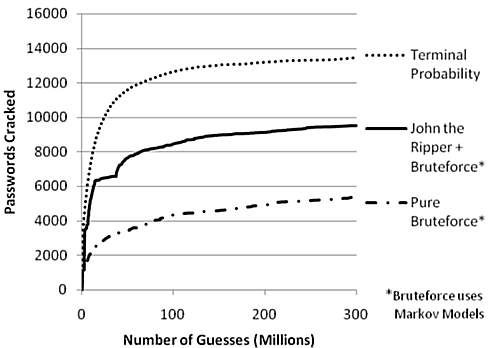 16000
14000
12000
10000
8000
6000
4000
2000
0
Passwords Cracked
0
100
200
300
Number of Guesses (Millions)
Terminal
Probability
John the
Ripper +
Bruteforce*
Pure
Bruteforce*
*Bruteforce uses
Markov Models